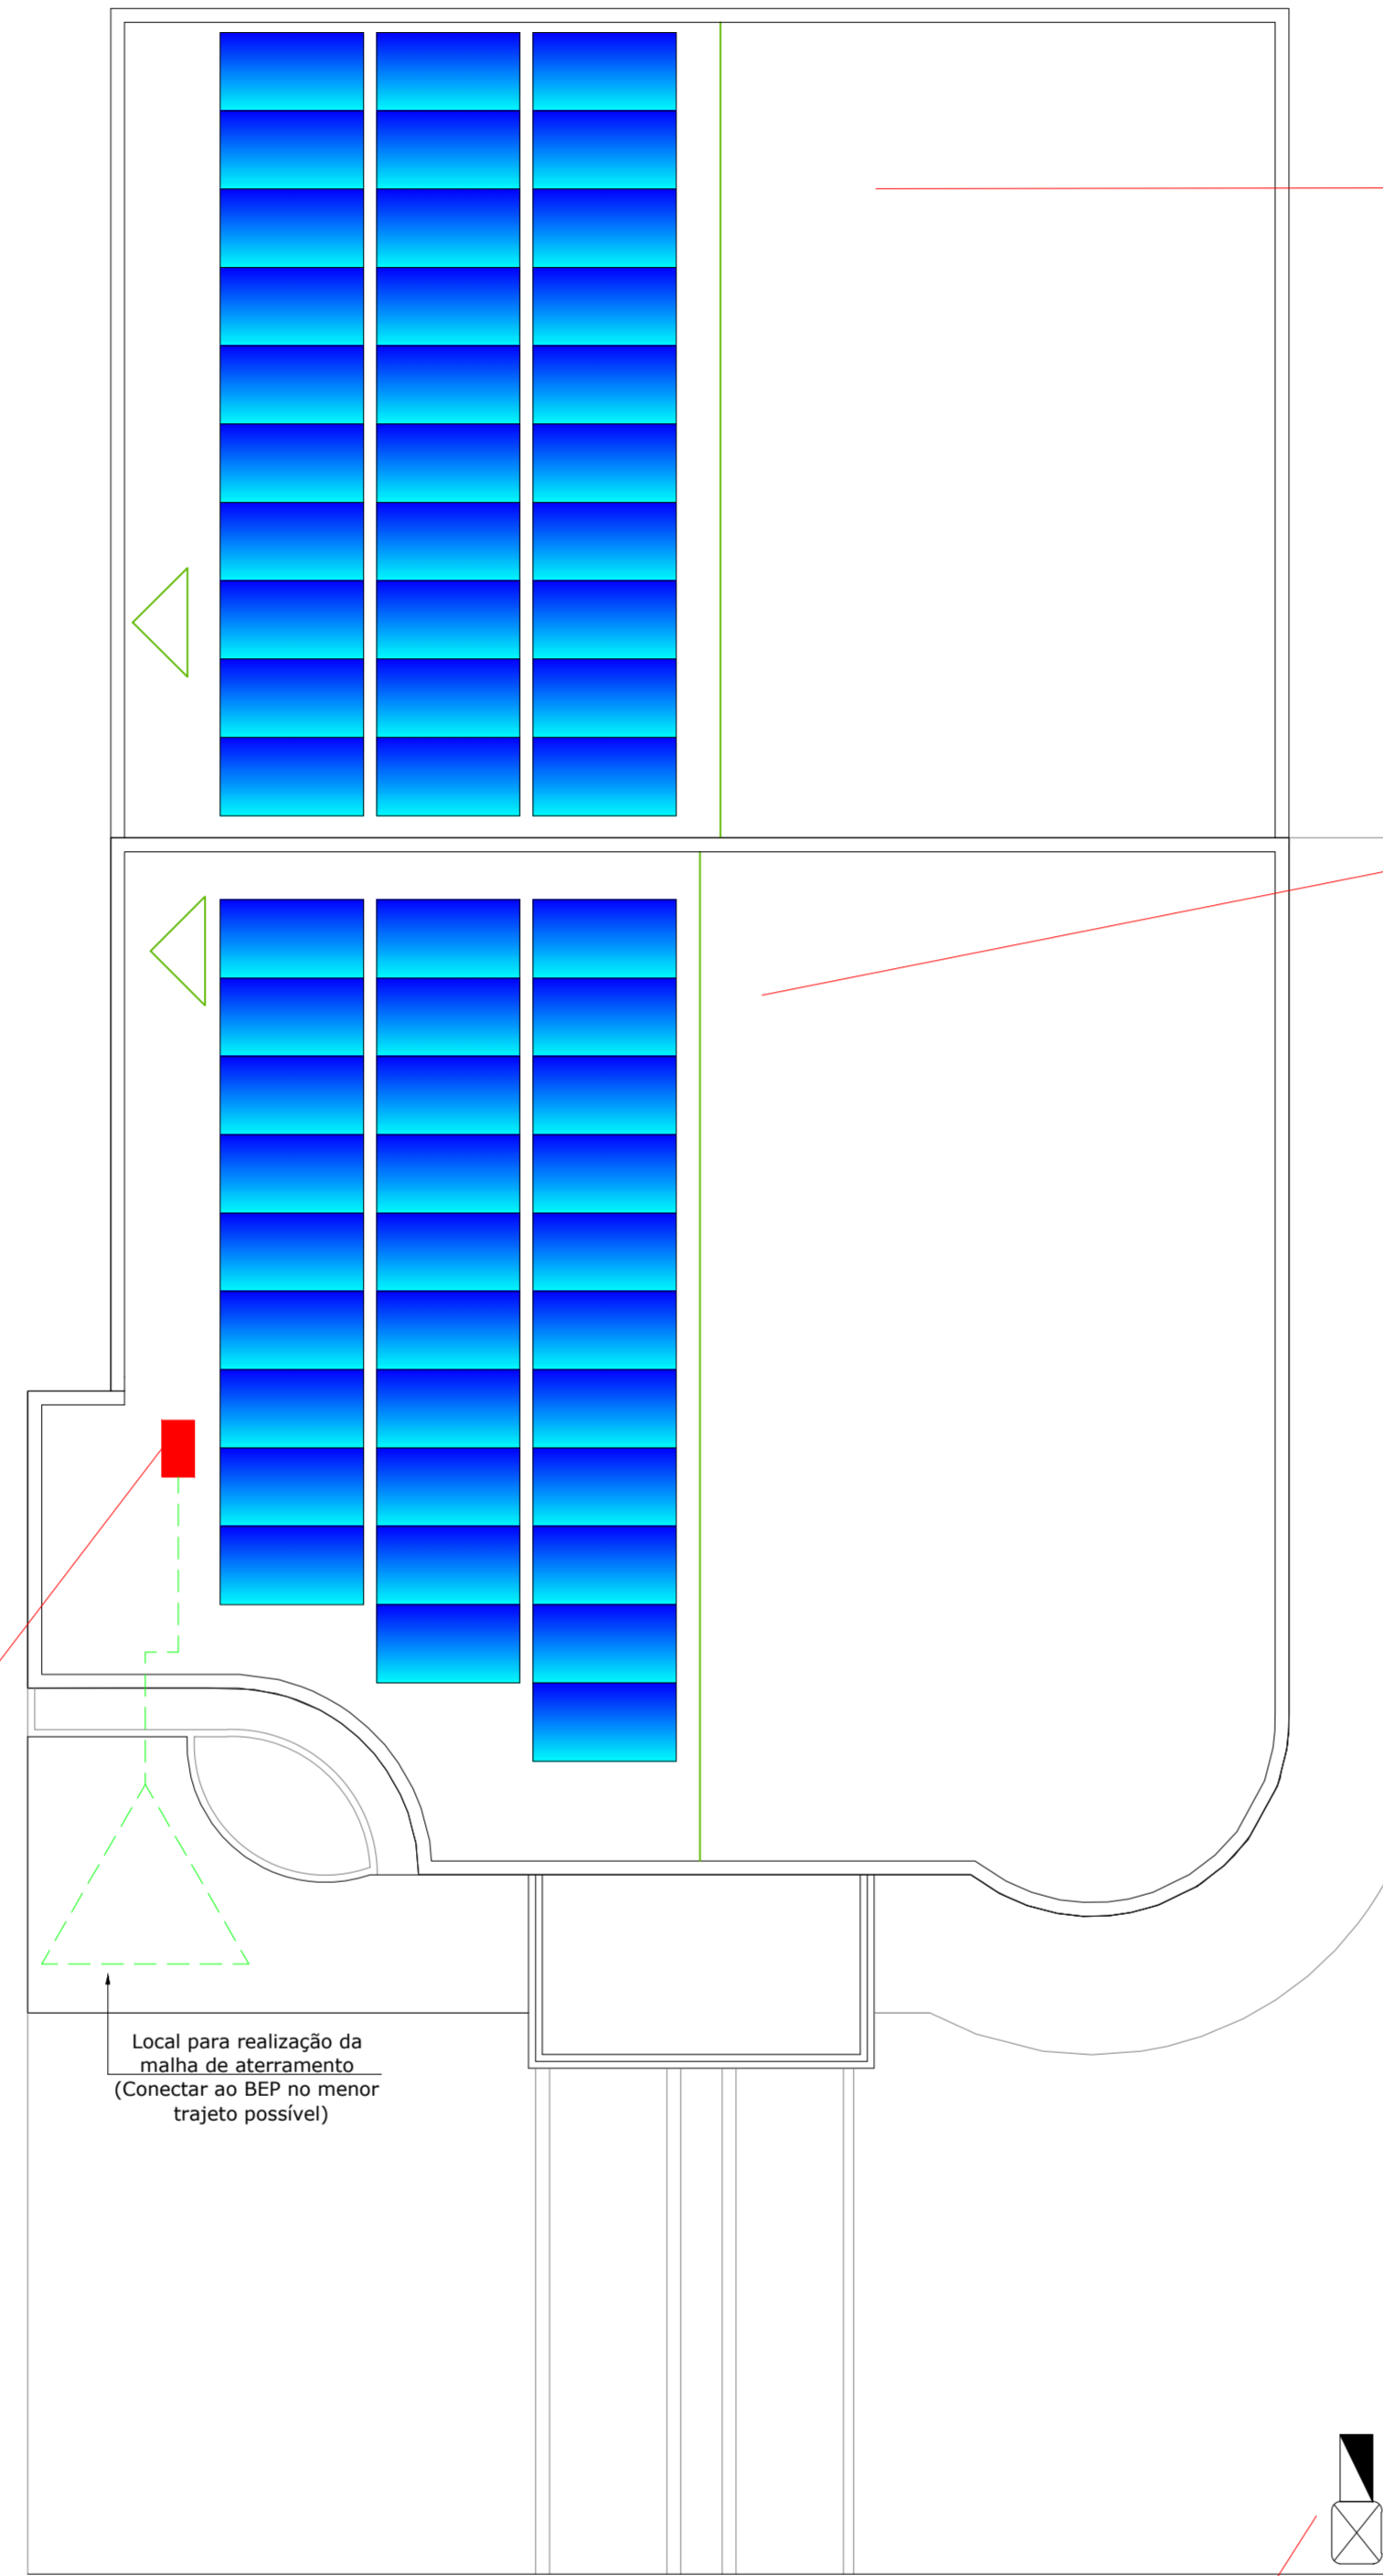 Local para realização da
malha de aterramento
(Conectar ao BEP no menor
trajeto possível)